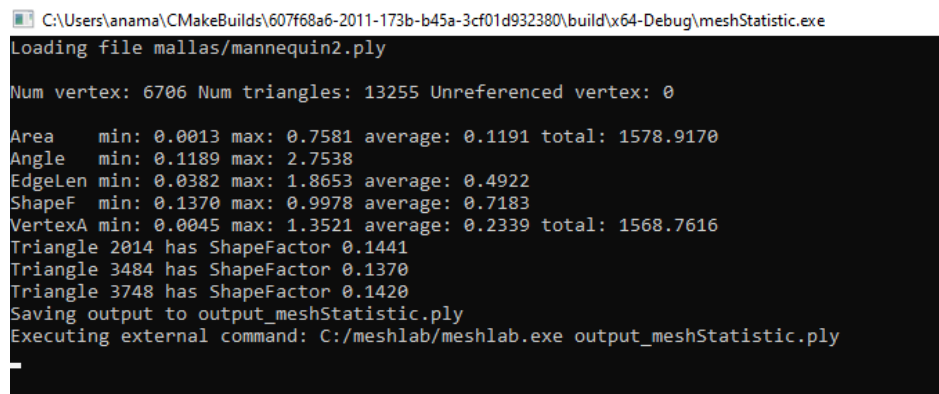 C:\Users\anama\CMakeBuilds\607f68a6-2011-173b-b45a-3cf01d932380\build\x64-Debug\meshStatistic.exe
Loading file mallas/mannequin2.ply
Num vertex: 6706 Num triangles: 13255 Unreferenced vertex: 0
Area    min: 0.0013 max: 0.7581 average: 0.1191 total: 1578.9170
Angle   min: 0.1189 max: 2.7538
EdgeLen min: 0.0382 max: 1.8653 average: 0.4922
ShapeF  min: 0.1370 max: 0.9978 average: 0.7183
VertexA min: 0.0045 max: 1.3521 average: 0.2339 total: 1568.7616
Triangle 2014 has ShapeFactor 0.1441
Triangle 3484 has ShapeFactor 0.1370
Triangle 3748 has ShapeFactor 0.1420
Saving output to output_meshStatistic.ply
Executing external command: C:/meshlab/meshlab.exe output_meshStatistic.ply